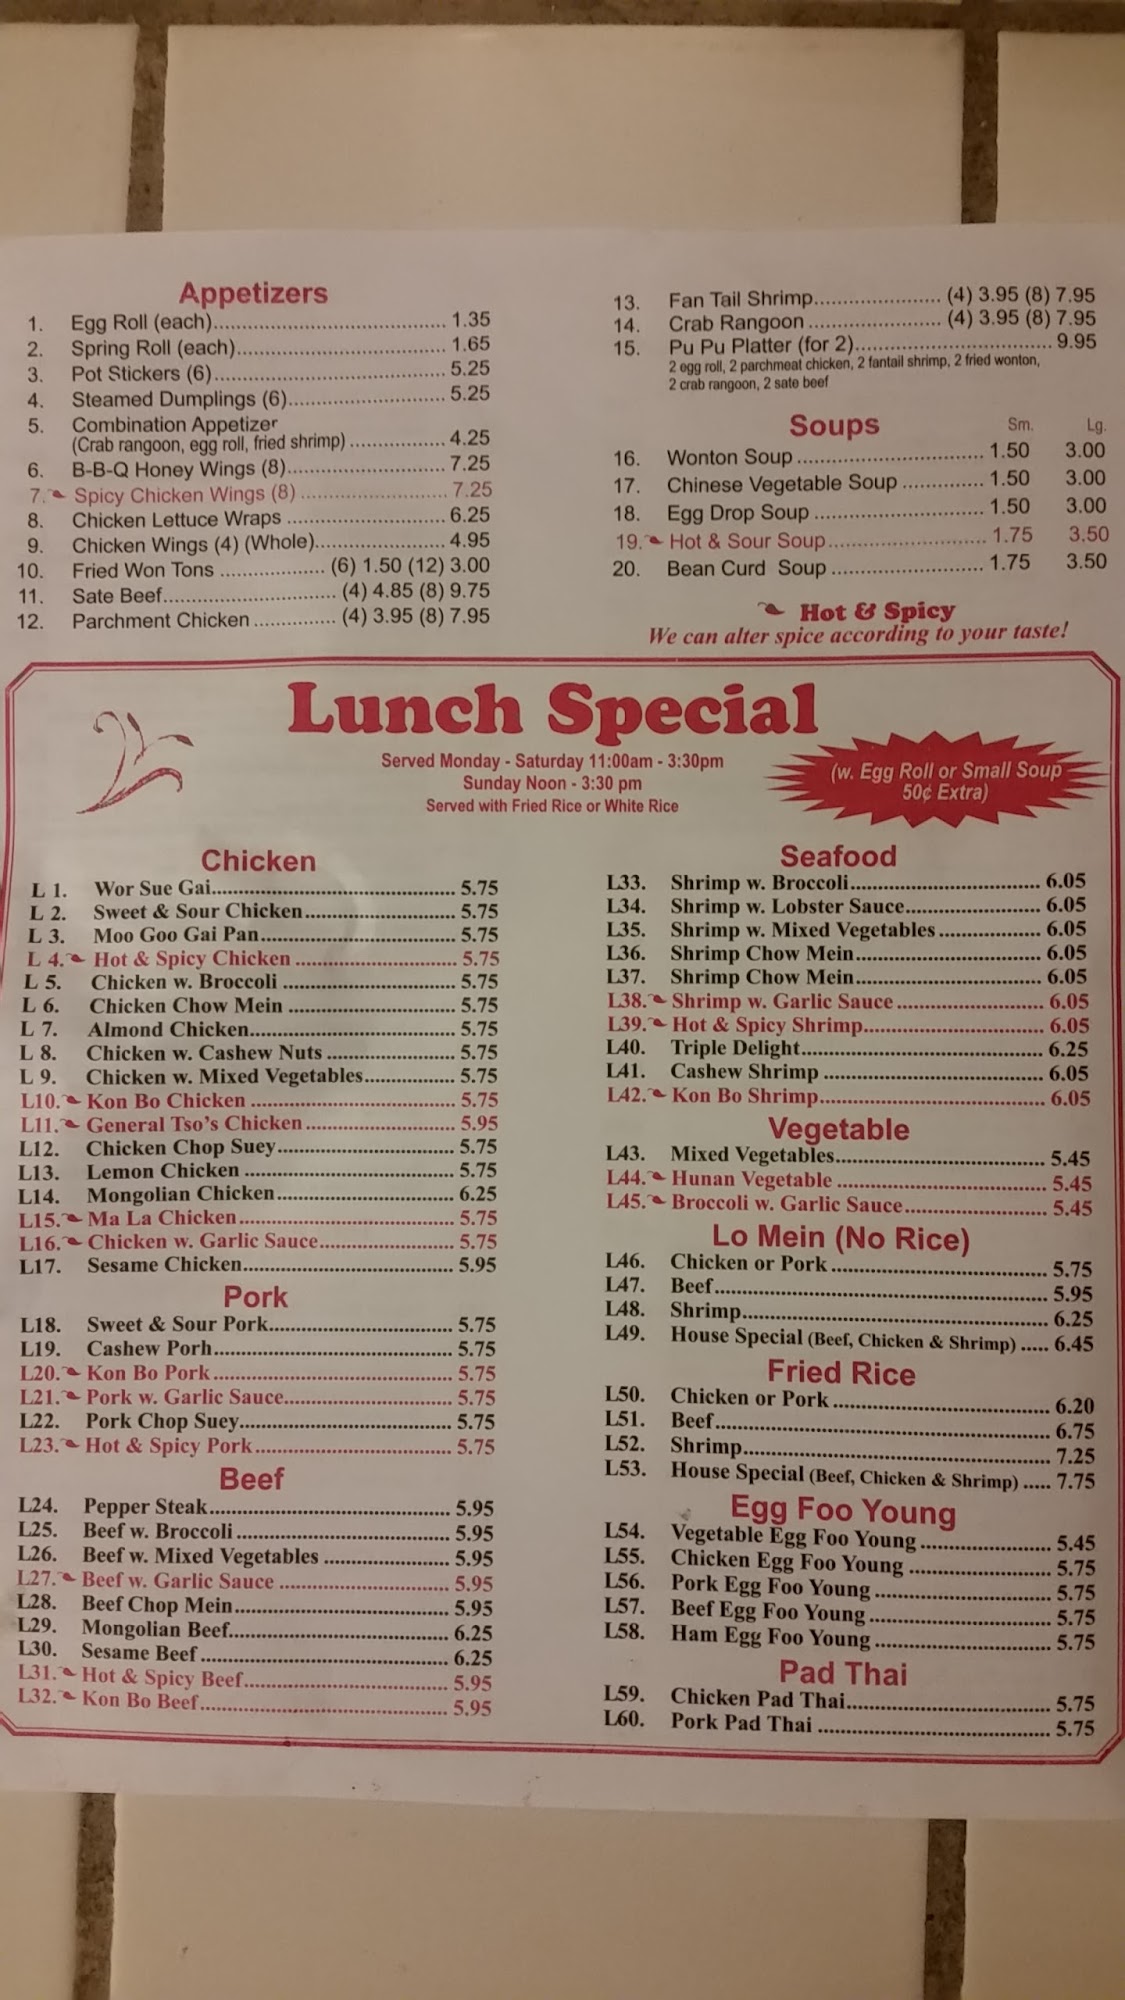 Appetizers
1. Egg Roll (each) 1.35
2. Spring Roll (each) 1.65
3. Pot Stickers (6) 5.25
4. Steamed Dumplings (6) 5.25
5. Combination Appetizer
(Crab rangoon, egg roll, fried shrimp) 4.25
6. B-B-Q Honey Wings (8) 7.25
7. Spicy Chicken Wings (8) 7.25
8. Chicken Lettuce Wraps 6.25
9. Chicken Wings (4) (Whole) 4.95
10. Fried Won Tons (6) 1.50 (12) 3.00
11. Sate Beef (4) 4.85 (8) 9.75
12. Parchment Chicken (4) 3.95 (8) 7.95
13. Fan Tail Shrimp (4) 3.95 (8) 7.95
14. Crab Rangoon (4) 3.95 (8) 7.95
15. Pu Pu Platter (for 2) 9.95
2 egg roll, 2 parchmeat chicken, 2 fantail shrimp, 2 fried wonton,
2 crab rangoon, 2 sate beef
Soups Sm. Lg.
16. Wonton Soup 1.50 3.00
17. Chinese Vegetable Soup 1.50 3.00
18. Egg Drop Soup 1.50 3.00
19. Hot & Sour Soup 1.75 3.50
20. Bean Curd Soup 1.75 3.50
Hot & Spicy
We can alter spice according to your taste!
Lunch Special
Served Monday - Saturday 11:00am - 3:30pm
Sunday Noon - 3:30 pm
Served with Fried Rice or White Rice
(w. Egg Roll or Small Soup
50¢ Extra)
Chicken
L 1. Wor Sue Gai 5.75
L 2. Sweet & Sour Chicken 5.75
L 3. Moo Goo Gai Pan 5.75
L 4. Hot & Spicy Chicken 5.75
L 5. Chicken w. Broccoli 5.75
L 6. Chicken Chow Mein 5.75
L 7. Almond Chicken 5.75
L 8. Chicken w. Cashew Nuts 5.75
L 9. Chicken w. Mixed Vegetables 5.75
L10. Kon Bo Chicken 5.75
L11. General Tso's Chicken 5.95
L12. Chicken Chop Suey 5.75
L13. Lemon Chicken 5.75
L14. Mongolian Chicken 6.25
L15. Ma La Chicken 5.75
L16. Chicken w. Garlic Sauce 5.75
L17. Sesame Chicken 5.95
Pork
L18. Sweet & Sour Pork 5.75
L19. Cashew Porh 5.75
L20. Kon Bo Pork 5.75
L21. Pork w. Garlic Sauce 5.75
L22. Pork Chop Suey 5.75
L23. Hot & Spicy Pork 5.75
Beef
L24. Pepper Steak 5.95
L25. Beef w. Broccoli 5.95
L26. Beef w. Mixed Vegetables 5.95
L27. Beef w. Garlic Sauce 5.95
L28. Beef Chop Mein 5.95
L29. Mongolian Beef 6.25
L30. Sesame Beef 6.25
L31. Hot & Spicy Beef 5.95
L32. Kon Bo Beef 5.95
Seafood
L33. Shrimp w. Broccoli 6.05
L34. Shrimp w. Lobster Sauce 6.05
L35. Shrimp w. Mixed Vegetables 6.05
L36. Shrimp Chow Mein 6.05
L37. Shrimp Chow Mein 6.05
L38. Shrimp w. Garlic Sauce 6.05
L39. Hot & Spicy Shrimp 6.05
L40. Triple Delight 6.25
L41. Cashew Shrimp 6.05
L42. Kon Bo Shrimp 6.05
Vegetable
L43. Mixed Vegetables 5.45
L44. Hunan Vegetable 5.45
L45. Broccoli w. Garlic Sauce 5.45
Lo Mein (No Rice)
L46. Chicken or Pork 5.75
L47. Beef 5.95
L48. Shrimp 6.25
L49. House Special (Beef, Chicken & Shrimp) 6.45
Fried Rice
L50. Chicken or Pork 6.20
L51. Beef 6.75
L52. Shrimp 7.25
L53. House Special (Beef, Chicken & Shrimp) 7.75
Egg Foo Young
L54. Vegetable Egg Foo Young 5.45
L55. Chicken Egg Foo Young 5.75
L56. Pork Egg Foo Young 5.75
L57. Beef Egg Foo Young 5.75
L58. Ham Egg Foo Young 5.75
Pad Thai
L59. Chicken Pad Thai 5.75
L60. Pork Pad Thai 5.75